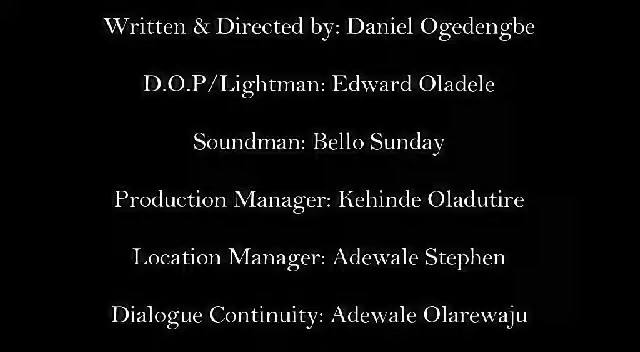 Written & Directed by: Daniel Ogedengbe
D.O.P/Lightman: Edward Oladele
Soundman: Bello Sunday
Production Manager: Kehinde Oladutire
Location Manager: Adewale Stephen
Dialogue Continuity: Adewale Olarewaju